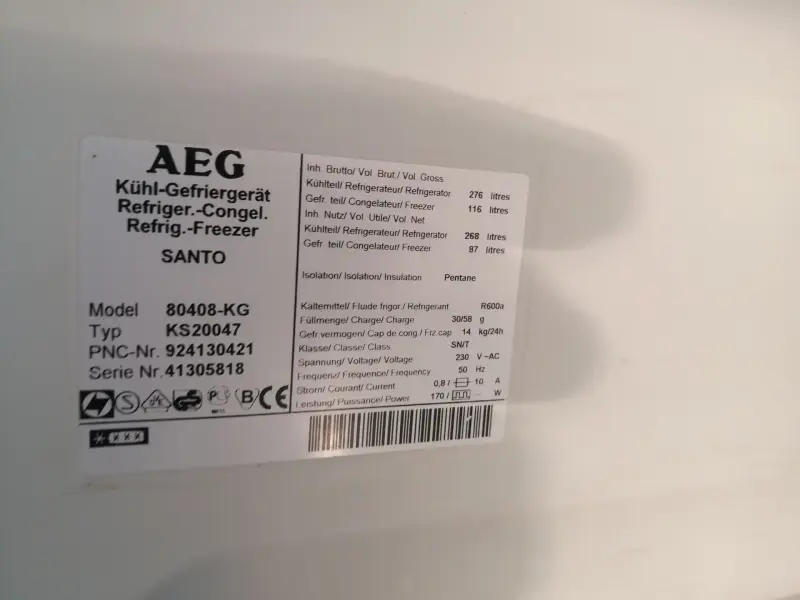 AEG
Kühl-Gefriergerät
Refriger.-Congel.
Refrig.-Freezer
SANTO
Model 80408-KG
Typ KS20047
PNC-Nr. 924130421
Serie Nr. 41305818
Inh. Brutto/ Vol. Brut./ Vol. Gross
Kühlteil/ Refrigerateur/ Refrigerator 276 litres
Gefr. teil/ Congelateur/ Freezer 116 litres
Inh. Nutz/ Vol. Utile/ Vol. Net
Kühlteil/ Refrigerateur/ Refrigerator 268 litres
Gefr. teil/ Congelateur/ Freezer 87 litres
Isolation/ Isolation/ Insulation Pentane
Kältemittel/ Fluide frigor./ Refrigerant R600a
Füllmenge/ Charge/ Charge 30/58 g
Gefr.vermögen/ Cap de cong./ Frz.cap 14 kg/24h
Klasse/ Classe/ Class SN/T
Spannung/ Voltage/ Voltage 230 V ~AC
Frequenz/ Frequence/ Frequency 50 Hz
Strom/ Courant/ Current 0,8 / 10 A
Leistung/ Puissance/ Power 170 / -- W
S GS B CE